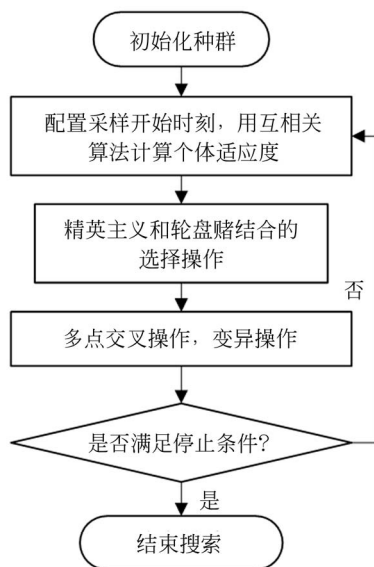 初始化种群
配置采样开始时刻，用互相关
算法计算个体适应度
精英主义和轮盘赌结合的
选择操作
否
多点交叉操作，变异操作
是否满足停止条件?
是
结束搜索